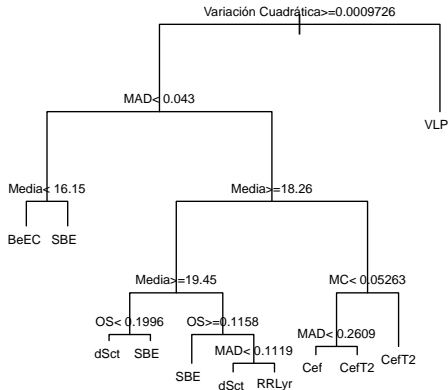 Variación Cuadrática>=0.0009726
MAD< 0.043
VLP
Media< 16.15
Media>=18.26
BeEC
SBE
Media>=19.45
MC< 0.05263
OS< 0.1996
OS>=0.1158
MAD< 0.2609
dSct
SBE
SBE
MAD< 0.1119
Cef
CefT2
CefT2
dSct
RRLyr